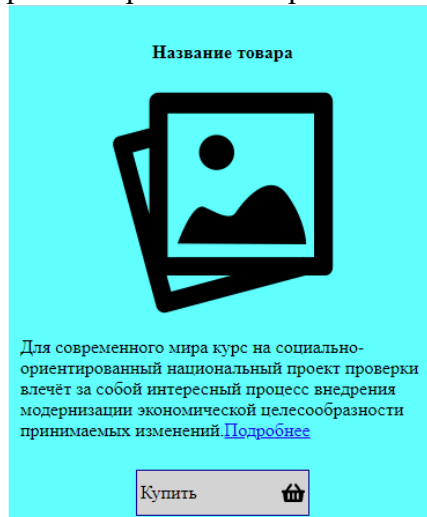 Название товара
Для современного мира курс на социально-
ориентированный национальный проект проверки
влечёт за собой интересный процесс внедрения
модернизации экономической целесообразности
принимаемых изменений.Подробнее
Купить